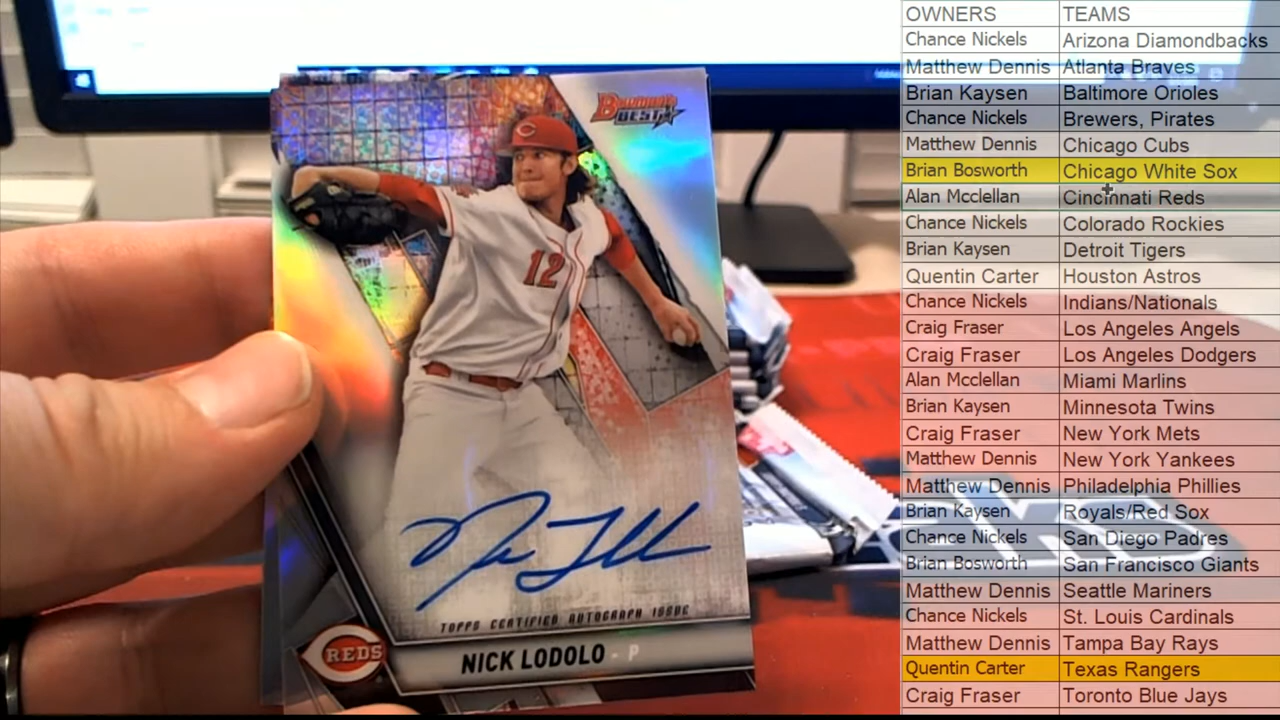 Bowman's
BEST
12
TOPPS CERTIFIED AUTOGRAPH ISSUE
REDS
NICK LODOLO - P
OWNERS TEAMS
Chance Nickels Arizona Diamondbacks
Matthew Dennis Atlanta Braves
Brian Kaysen Baltimore Orioles
Chance Nickels Brewers, Pirates
Matthew Dennis Chicago Cubs
Brian Bosworth Chicago White Sox
Alan Mcclellan Cincinnati Reds
Chance Nickels Colorado Rockies
Brian Kaysen Detroit Tigers
Quentin Carter Houston Astros
Chance Nickels Indians/Nationals
Craig Fraser Los Angeles Angels
Craig Fraser Los Angeles Dodgers
Alan Mcclellan Miami Marlins
Brian Kaysen Minnesota Twins
Craig Fraser New York Mets
Matthew Dennis New York Yankees
Matthew Dennis Philadelphia Phillies
Brian Kaysen Royals/Red Sox
Chance Nickels San Diego Padres
Brian Bosworth San Francisco Giants
Matthew Dennis Seattle Mariners
Chance Nickels St. Louis Cardinals
Matthew Dennis Tampa Bay Rays
Quentin Carter Texas Rangers
Craig Fraser Toronto Blue Jays